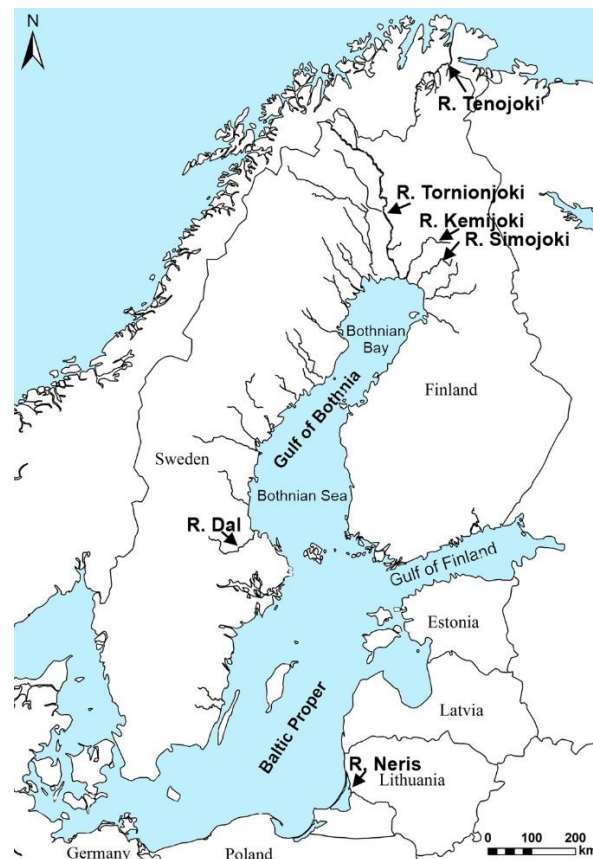 N
R. Tenojoki
R. Tornionjoki
R. Kemijoki
R. Simojoki
Bothnian
Bay
Finland
Gulf of Bothnia
Sweden
Bothnian Sea
R. Dal
Gulf of Finland
Estonia
Latvia
Baltic Proper
R. Neris
Lithuania
0 100 200
km
Germany
Poland